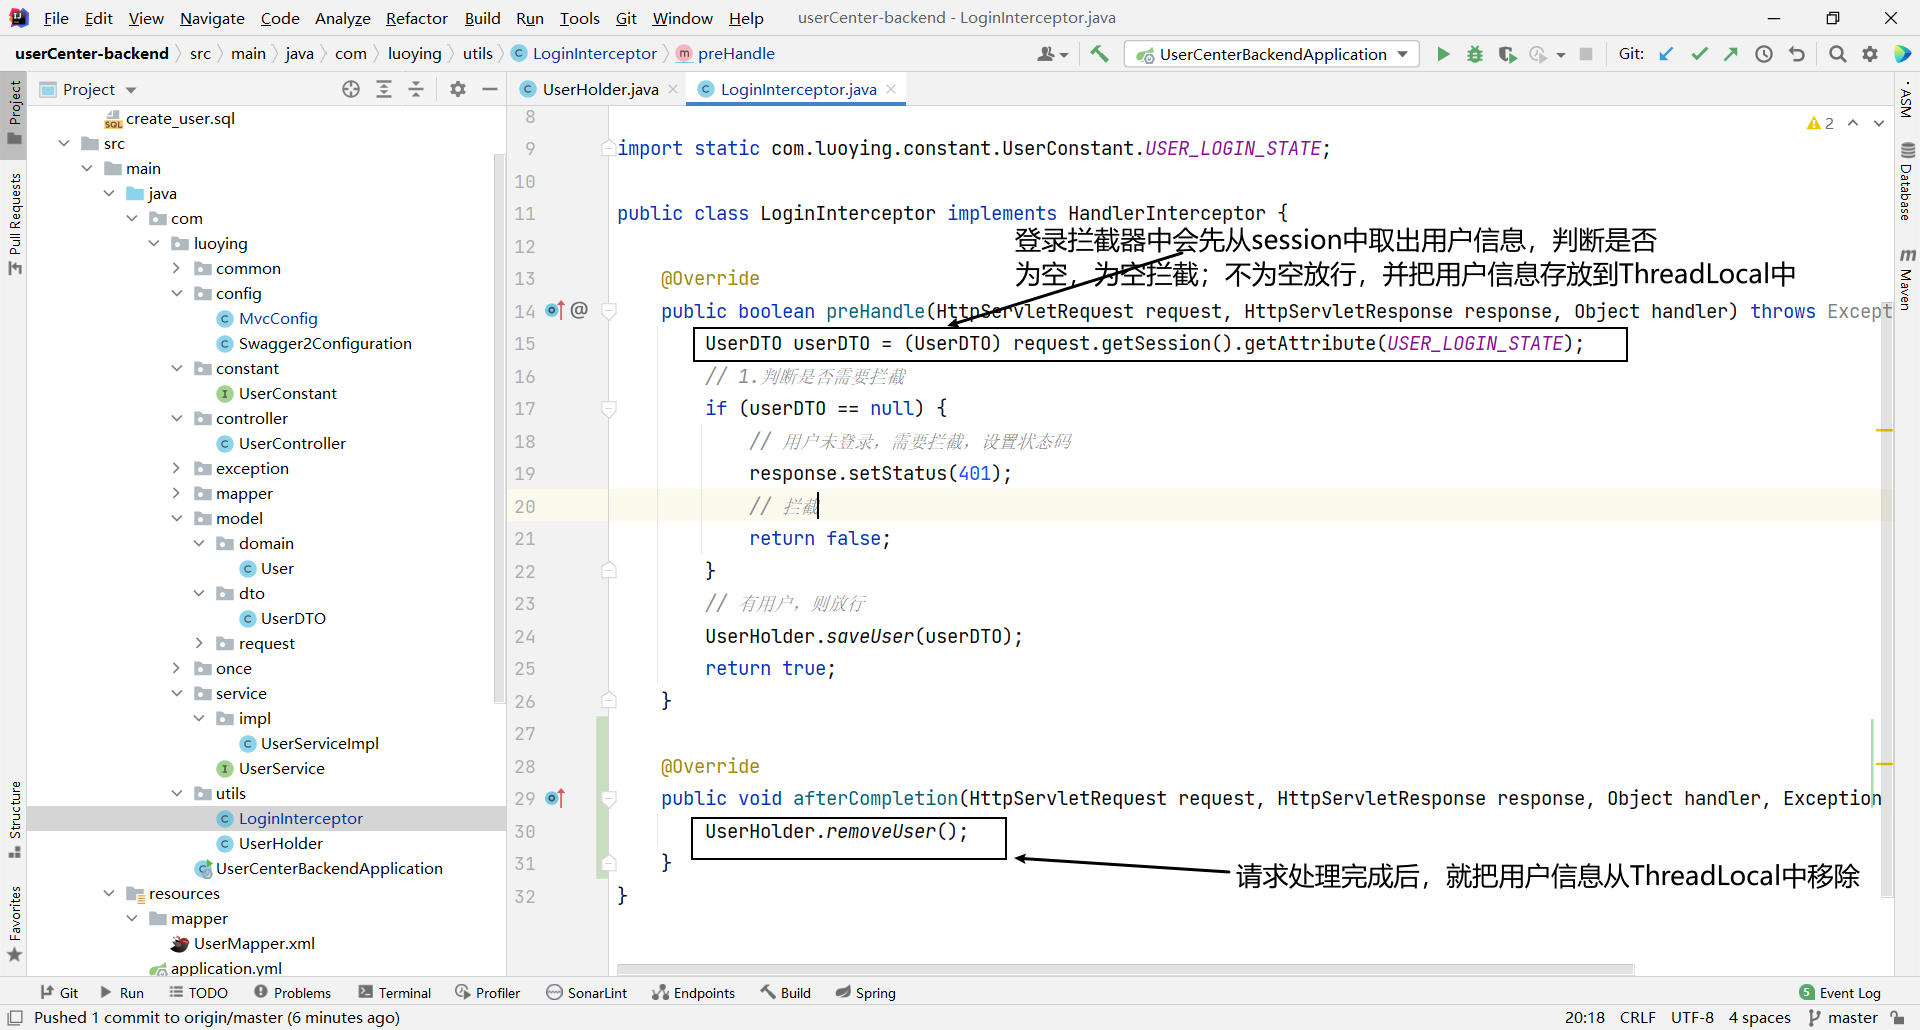 File Edit View Navigate Code Analyze Refactor Build Run Tools Git Window Help userCenter-backend - LoginInterceptor.java
userCenter-backend src main java com luoying utils LoginInterceptor preHandle UserCenterBackendApplication Git:
Project UserHolder.java LoginInterceptor.java
create_user.sql
src
main
java
com
luoying
common
config
MvcConfig
Swagger2Configuration
constant
UserConstant
controller
UserController
exception
mapper
model
domain
User
dto
UserDTO
request
once
service
impl
UserServiceImpl
UserService
utils
LoginInterceptor
UserHolder
UserCenterBackendApplication
resources
mapper
UserMapper.xml
application.yml
Project
Pull Requests
Structure
Favorites
2
8
9 import static com.luoying.constant.UserConstant.USER_LOGIN_STATE;
10
11 public class LoginInterceptor implements HandlerInterceptor {
12
登录拦截器中会先从session中取出用户信息，判断是否
为空，为空拦截；不为空放行，并把用户信息存放到ThreadLocal中
13 @Override
14 @ public boolean preHandle(HttpServletRequest request, HttpServletResponse response, Object handler) throws Except
15 UserDTO userDTO = (UserDTO) request.getSession().getAttribute(USER_LOGIN_STATE);
16 // 1.判断是否需要拦截
17 if (userDTO == null) {
18 // 用户未登录，需要拦截，设置状态码
19 response.setStatus(401);
20 // 拦截
21 return false;
22 }
23 // 有用户，则放行
24 UserHolder.saveUser(userDTO);
25 return true;
26 }
27
28 @Override
29 public void afterCompletion(HttpServletRequest request, HttpServletResponse response, Object handler, Exception
30 UserHolder.removeUser();
31 }
请求处理完成后，就把用户信息从ThreadLocal中移除
32 }
ASM
Database
Maven
Git Run TODO Problems Terminal Profiler SonarLint Endpoints Build Spring 5 Event Log
Pushed 1 commit to origin/master (6 minutes ago) 20:18 CRLF UTF-8 4 spaces master